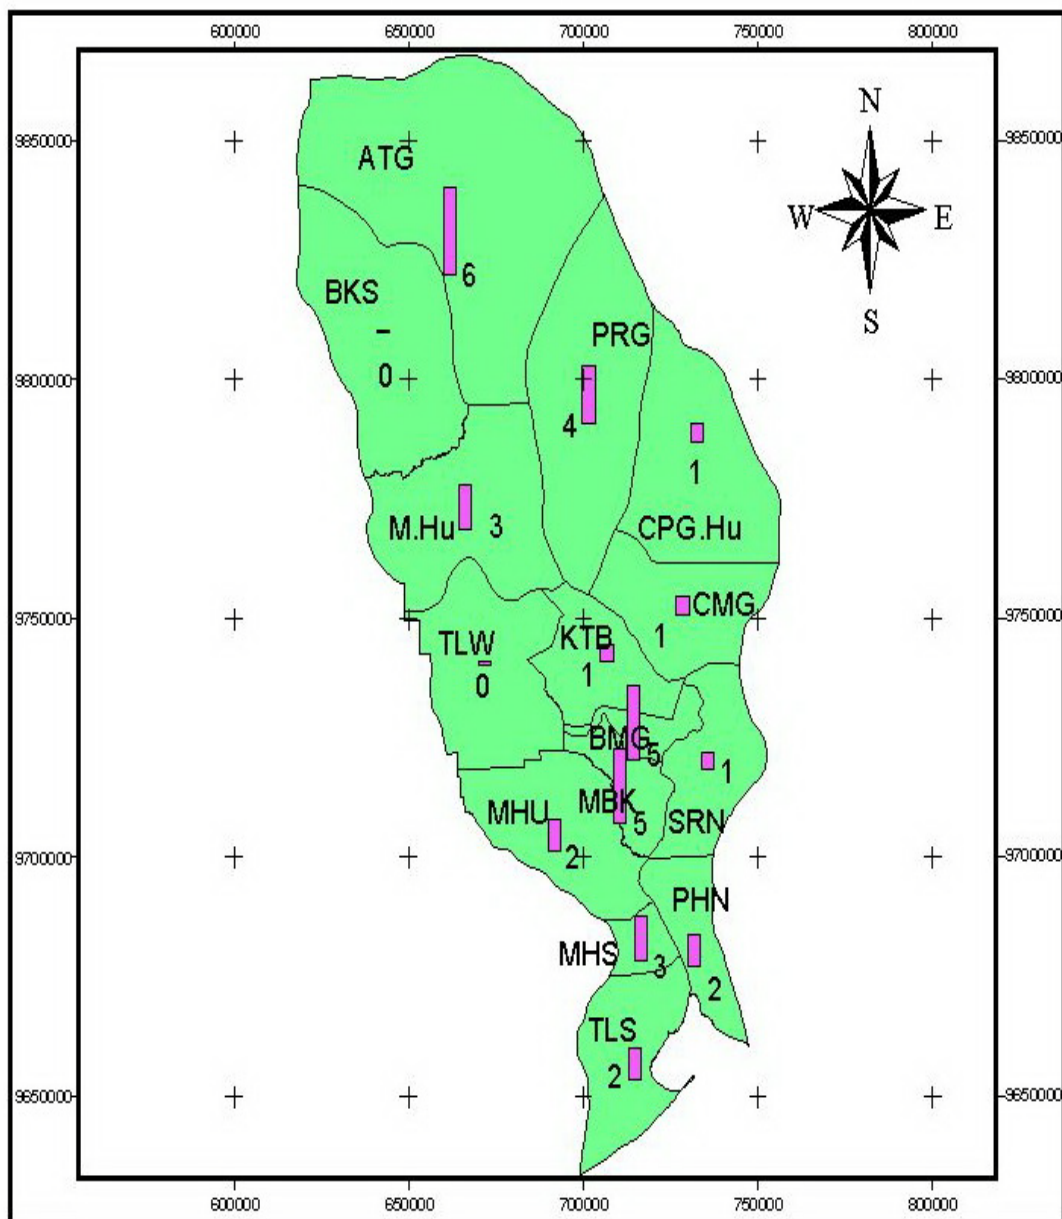 600000 650000 700000 750000 800000
N
9850000 9850000
ATG
W E
6
BKS
S
PRG
0
9800000 9800000
4
1
M.Hu 3 CPG.Hu
CMG
9750000 9750000
KTB 1
TLW
1
0
BMG 5
1
MBK
MHU 5 SRN
9700000 2 9700000
PHN
MHS 3
2
TLS
2
9650000 9650000
600000 650000 700000 750000 800000